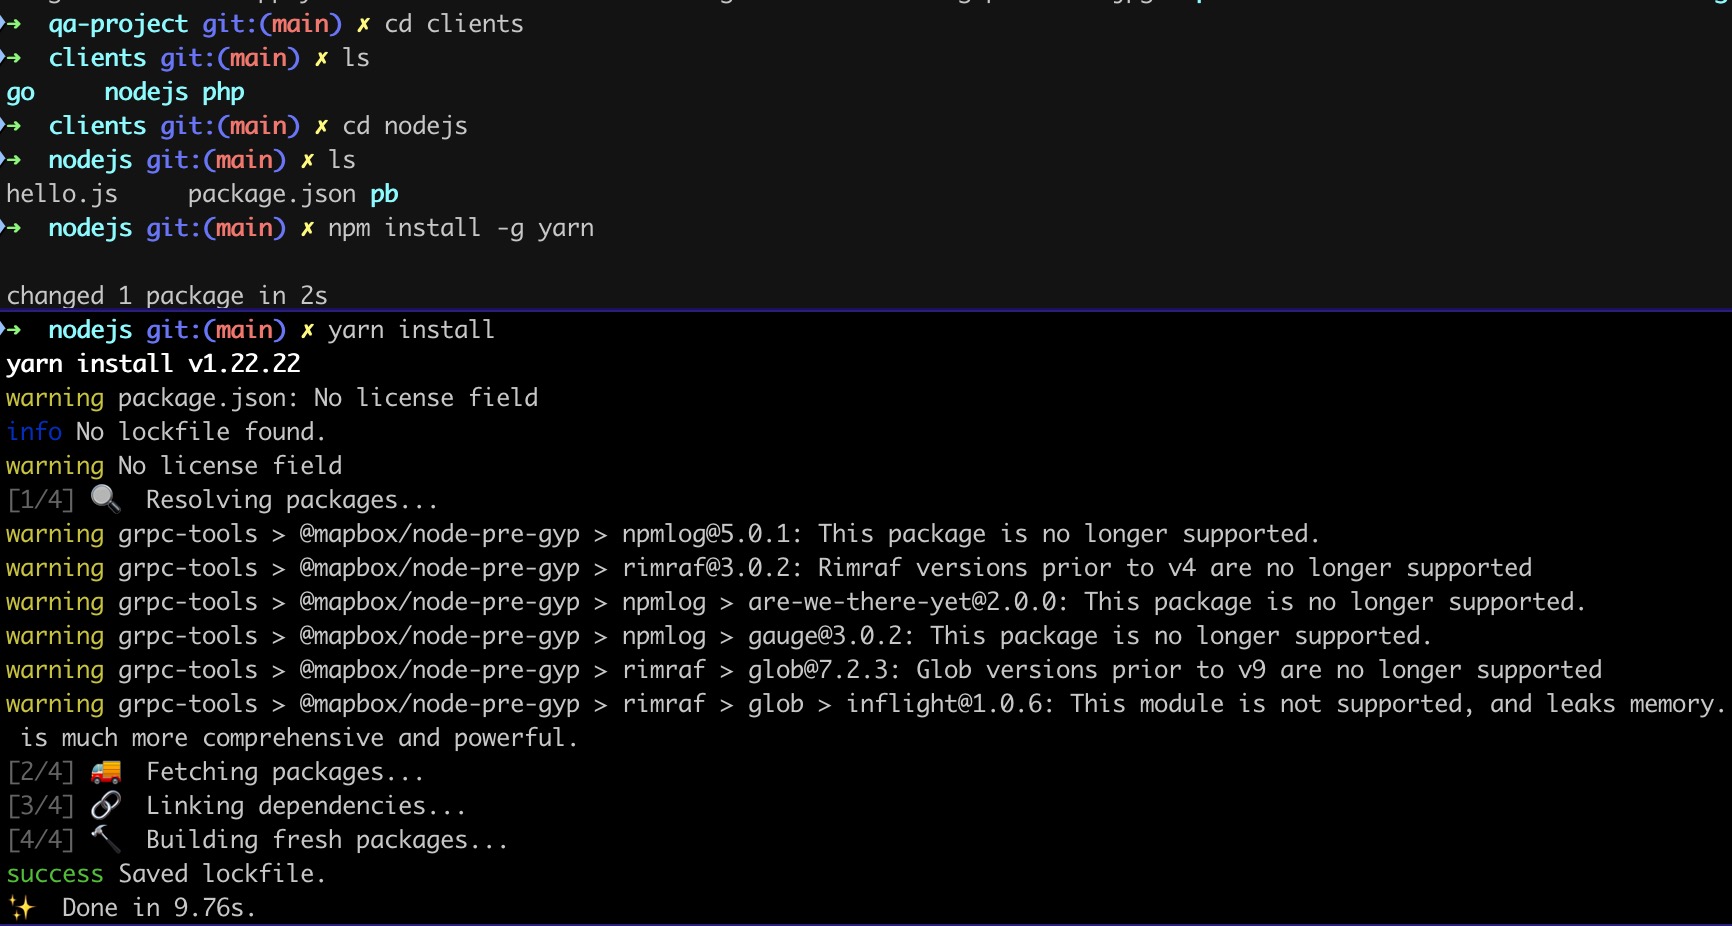 ➜ qa-project git:(main) ✗ cd clients
➜ clients git:(main) ✗ ls
go nodejs php
➜ clients git:(main) ✗ cd nodejs
➜ nodejs git:(main) ✗ ls
hello.js package.json pb
➜ nodejs git:(main) ✗ npm install -g yarn
changed 1 package in 2s
➜ nodejs git:(main) ✗ yarn install
yarn install v1.22.22
warning package.json: No license field
info No lockfile found.
warning No license field
[1/4] 🔍 Resolving packages...
warning grpc-tools > @mapbox/node-pre-gyp > npmlog@5.0.1: This package is no longer supported.
warning grpc-tools > @mapbox/node-pre-gyp > rimraf@3.0.2: Rimraf versions prior to v4 are no longer supported
warning grpc-tools > @mapbox/node-pre-gyp > npmlog > are-we-there-yet@2.0.0: This package is no longer supported.
warning grpc-tools > @mapbox/node-pre-gyp > npmlog > gauge@3.0.2: This package is no longer supported.
warning grpc-tools > @mapbox/node-pre-gyp > rimraf > glob@7.2.3: Glob versions prior to v9 are no longer supported
warning grpc-tools > @mapbox/node-pre-gyp > rimraf > glob > inflight@1.0.6: This module is not supported, and leaks memory.
is much more comprehensive and powerful.
[2/4] 🚚 Fetching packages...
[3/4] 🔗 Linking dependencies...
[4/4] 🔨 Building fresh packages...
success Saved lockfile.
✨ Done in 9.76s.